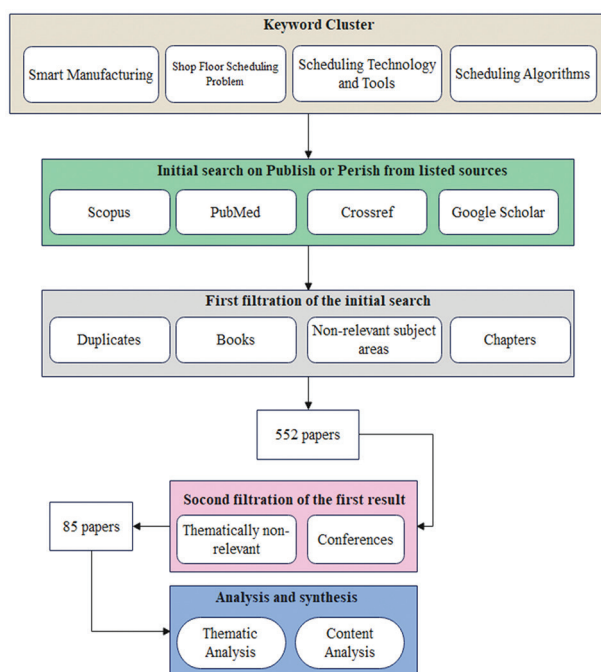 Keyword Cluster
Smart Manufacturing
Shop Floor Scheduling
Problem
Scheduling Technology
and Tools
Scheduling Algorithms
Initial search on Publish or Perish from listed sources
Scopus
PubMed
Crossref
Google Scholar
First filtration of the initial search
Duplicates
Books
Non-relevant subject
areas
Chapters
552 papers
Socond filtration of the first result
85 papers
Thematically non-
relevant
Conferences
Analysis and synthesis
Thematic
Analysis
Content
Analysis